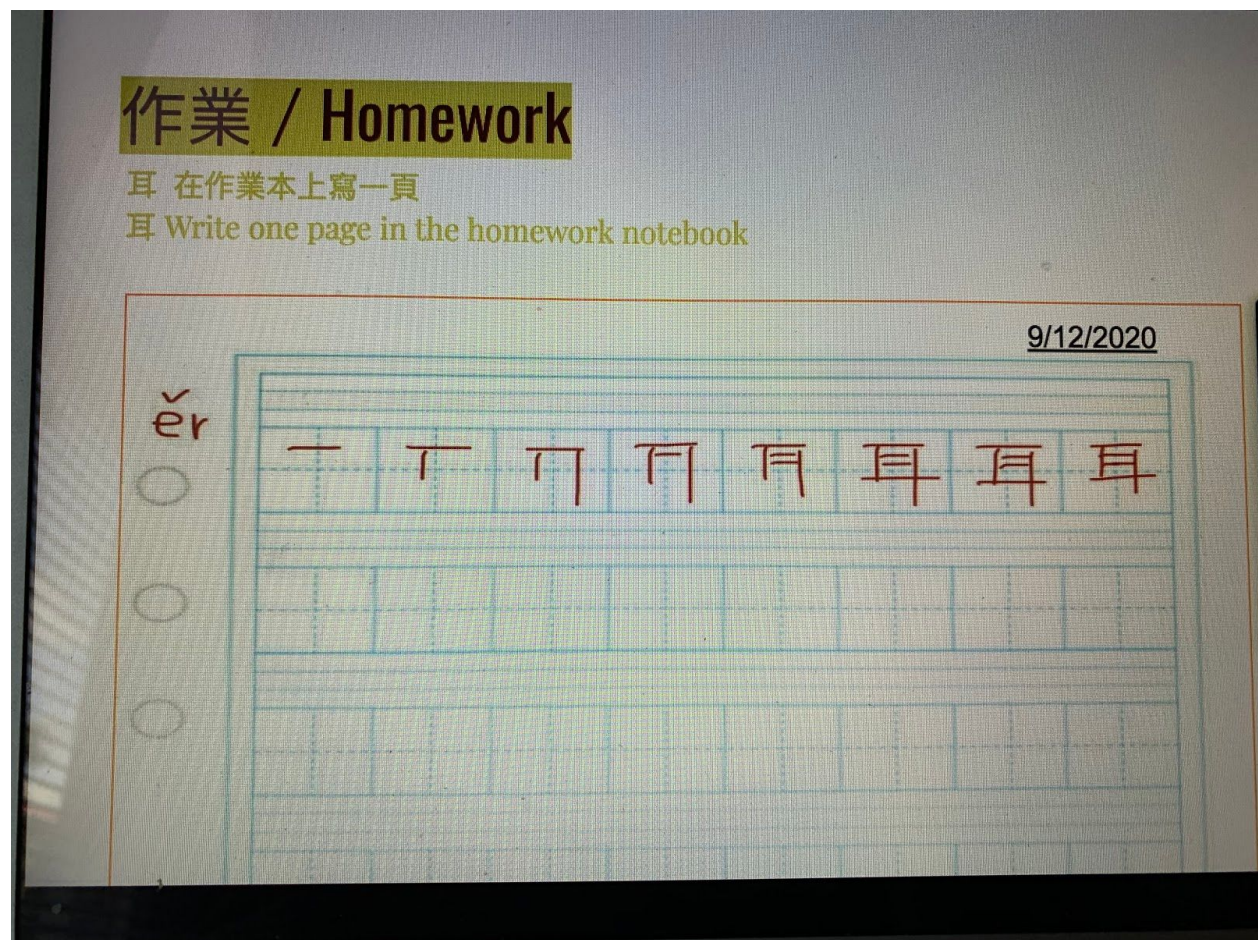 作業 / Homework
耳 在作業本上寫一頁
耳 Write one page in the homework notebook
9/12/2020
ěr
一 丅 耳 耳